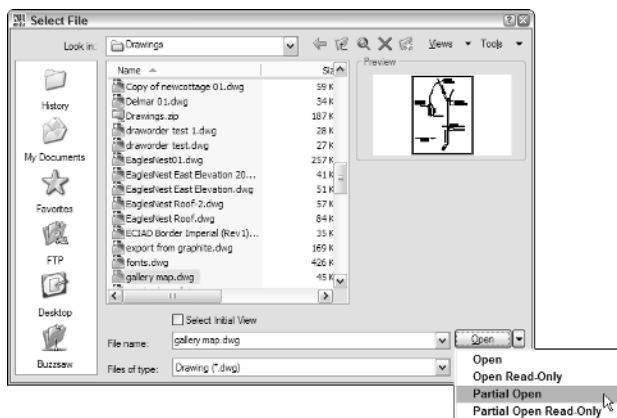 Select File
Look in: Drawings Views Tools
Name Preview
Copy of newcottage 01.dwg 59 K
Delmar 01.dwg 34 K
Drawings.zip 187 K
draworder test 1.dwg 28 K
draworder test.dwg 27 K
EaglesNest01.dwg 257 K
EaglesNest East Elevation 20... 41 K
EaglesNest East Elevation.dwg 51 K
EaglesNest Roof-2.dwg 57 K
EaglesNest Roof.dwg 84 K
ECIAD Border Imperial (Rev1)... 35 K
export from graphite.dwg 169 K
fonts.dwg 426 K
gallery map.dwg 45 K
History
My Documents
Favorites
FTP
Desktop
Buzzsaw
Select Initial View
File name: gallery map.dwg Open
Files of type: Drawing (*.dwg)
Open
Open Read-Only
Partial Open
Partial Open Read-Only